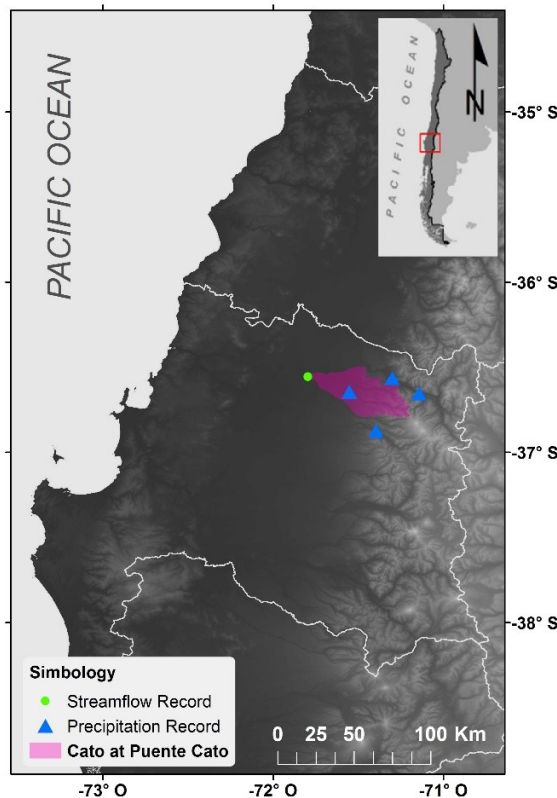 PACIFIC OCEAN
PACIFIC OCEAN
N
-35° S
-36° S
-37° S
-38° S
Simbology
Streamflow Record
Precipitation Record
Cato at Puente Cato
0 25 50 100 Km
-73° O -72° O -71° O